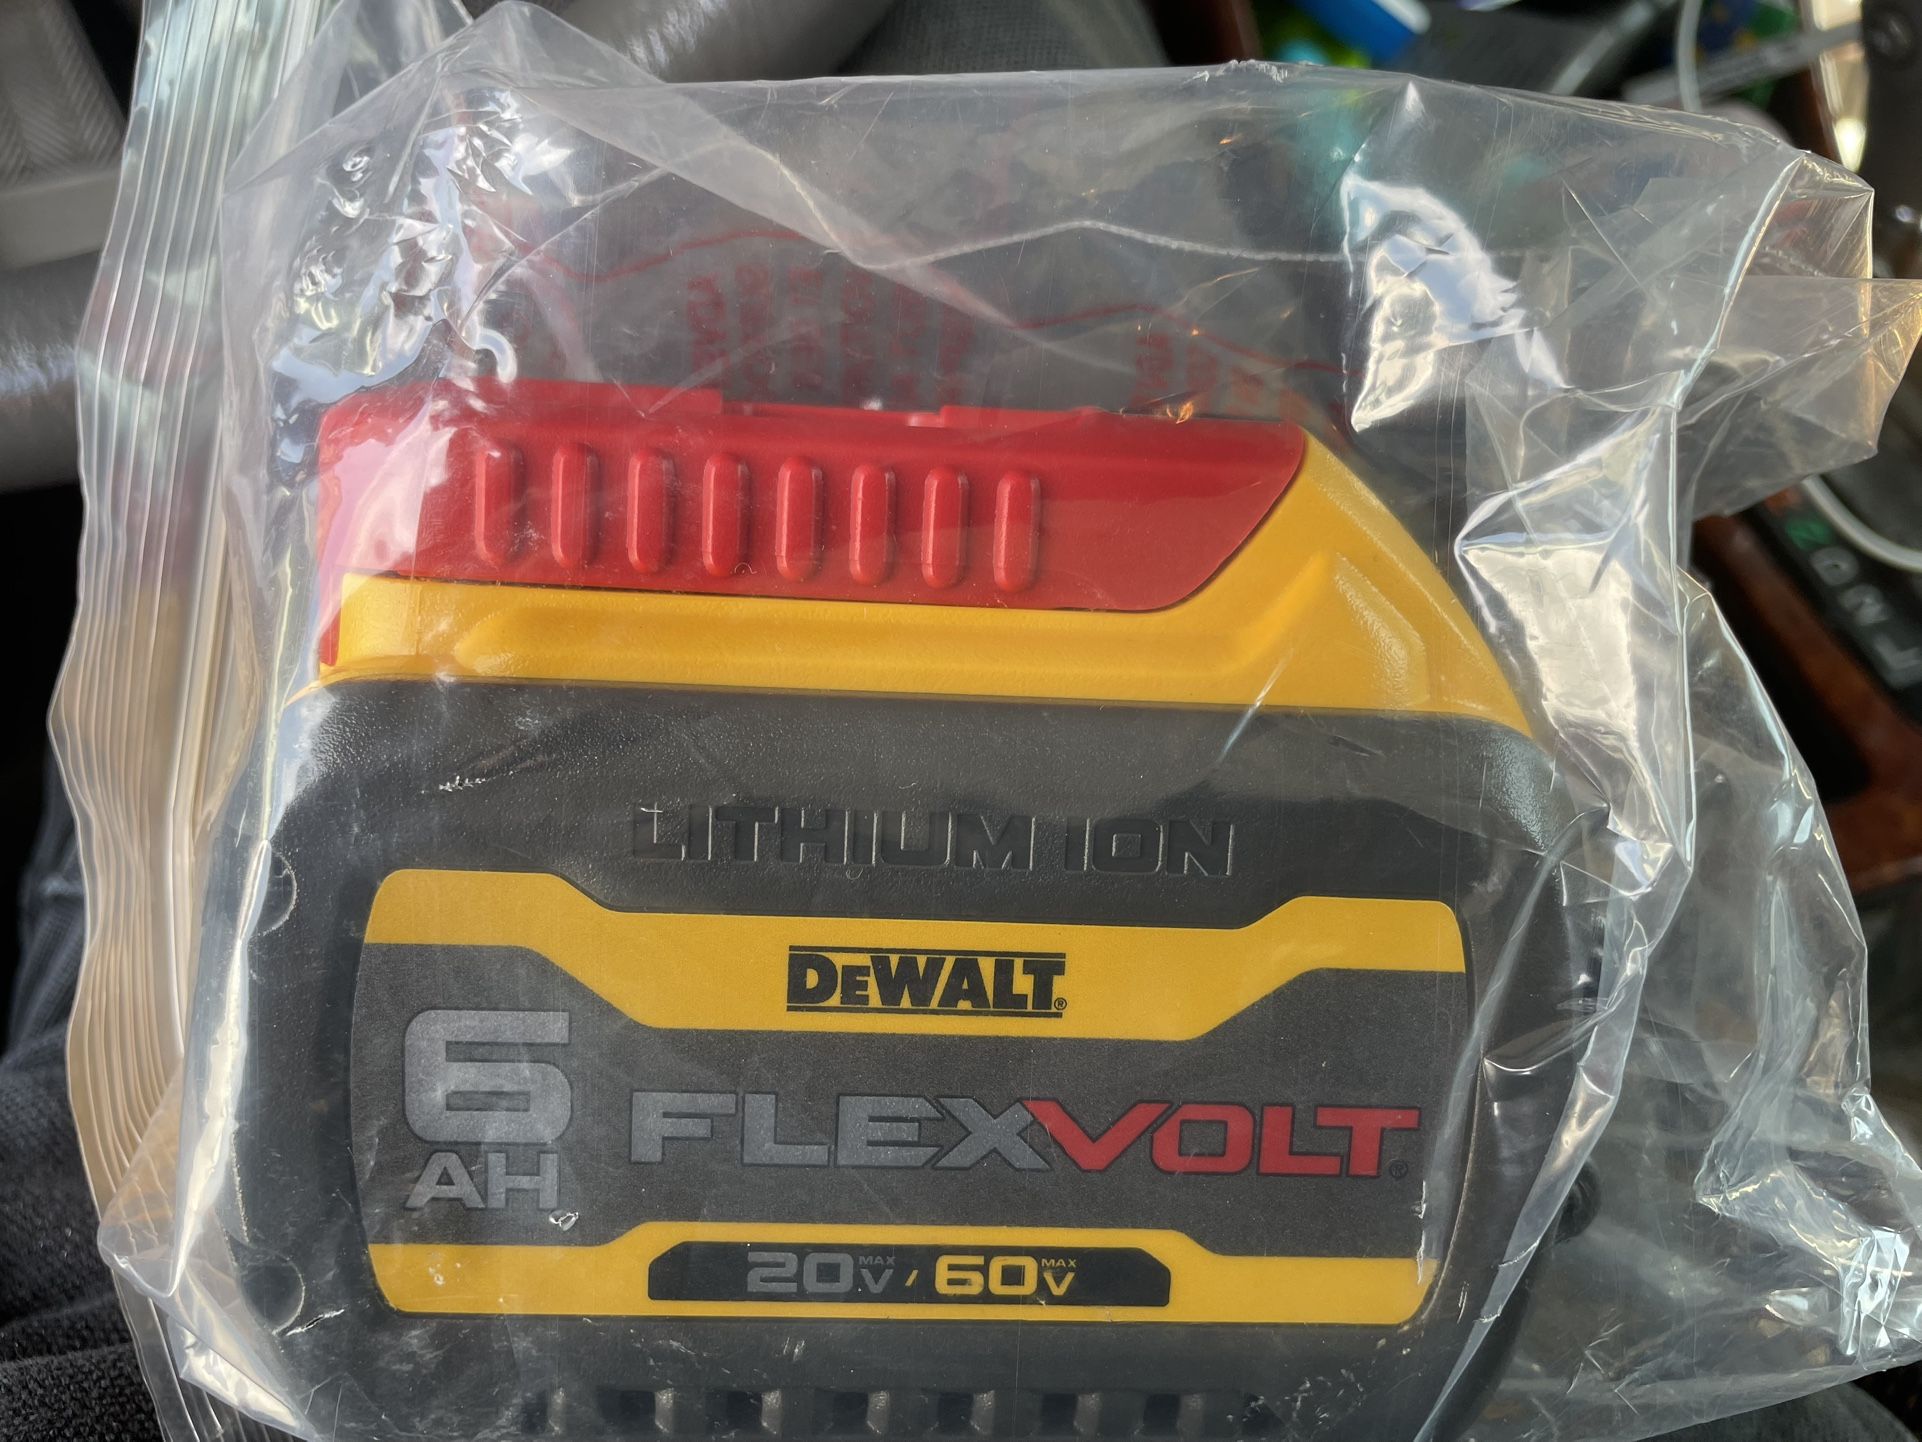 LITHIUM ION
DEWALT®
6
AH
FLEXVOLT®
20V MAX / 60V MAX